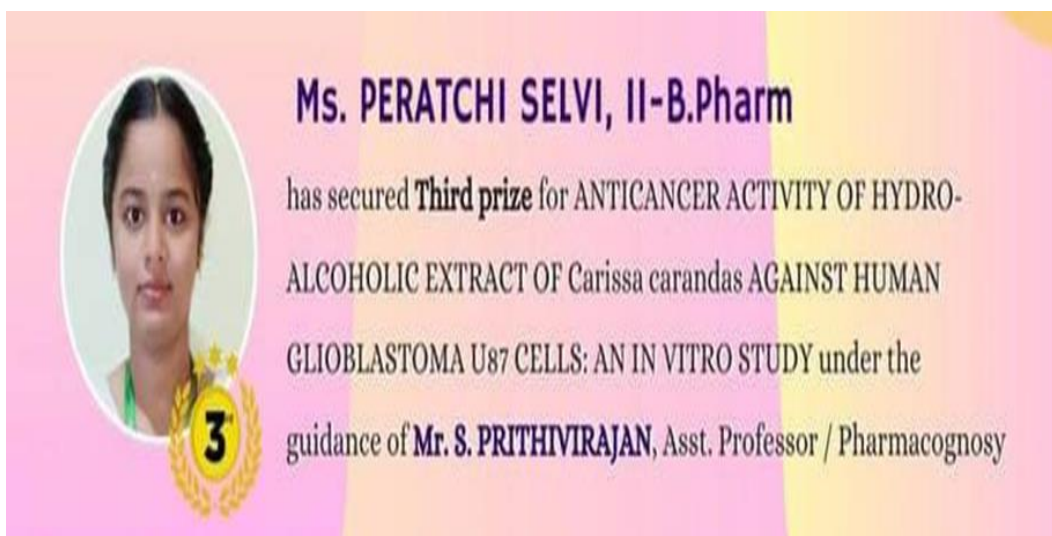 Ms. PERATCHI SELVI, II-B.Pharm
has secured Third prize for ANTICANCER ACTIVITY OF HYDRO-
ALCOHOLIC EXTRACT OF Carissa carandas AGAINST HUMAN
GLIOBLASTOMA U87 CELLS: AN IN VITRO STUDY under the
guidance of Mr. S. PRITHIVIRAJAN, Asst. Professor / Pharmacognosy
3